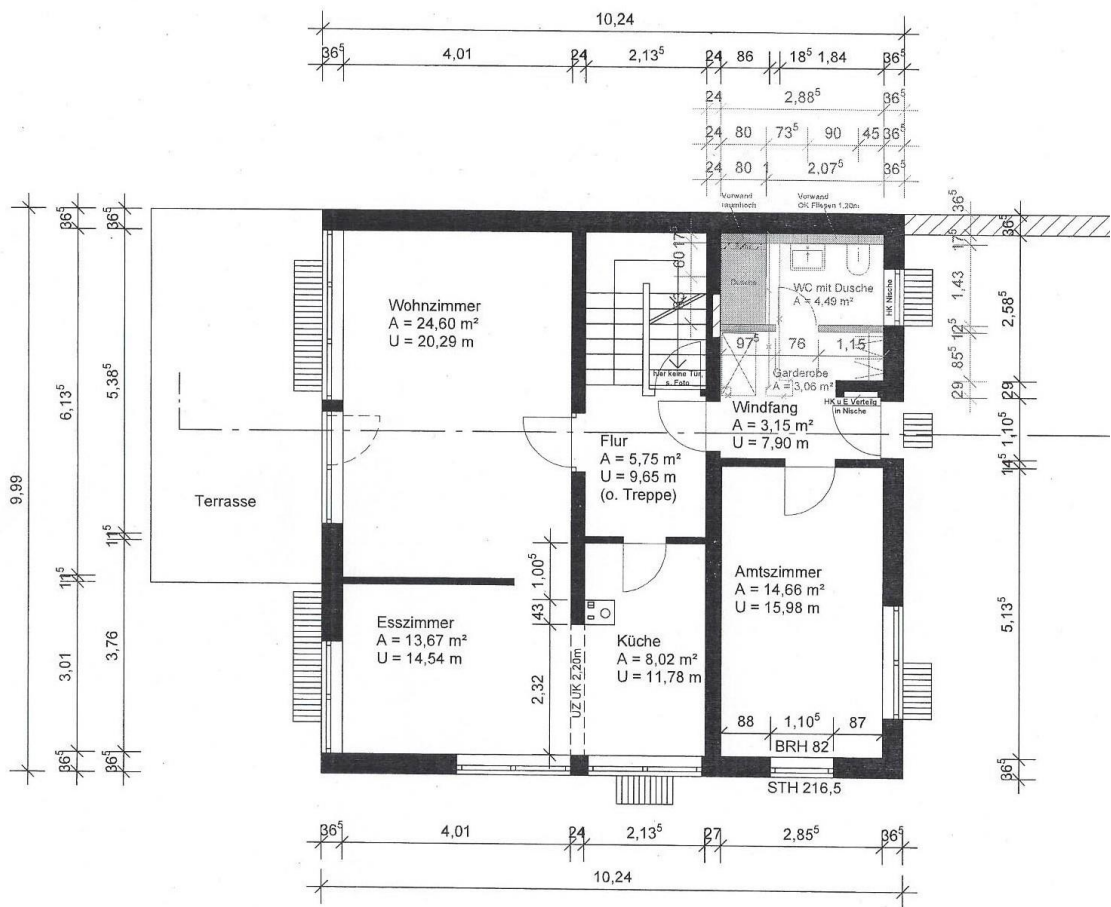 10,24
36⁵ 4,01 24 2,13⁵ 24 86 18⁵ 1,84 36⁵
24 2,88⁵ 36⁵
24 80 73⁵ 90 45 36⁵
24 80 1 2,07⁵ 36⁵
Vorwand
raumhoch
Vorwand
OK Fliesen 1,20m
9,99
36⁵ 6,13⁵ 11⁵ 3,01 36⁵
36⁵ 5,38⁵ 11⁵ 3,76 36⁵
Wohnzimmer
A = 24,60 m²
U = 20,29 m
17⁵
60
Dusche
WC mit Dusche
A = 4,49 m²
HK Nische
97⁵ 76 1,15
Garderobe
A = 3,06 m²
hier keine Tür,
s. Foto
HK u E Verteilg
in Nische
Windfang
A = 3,15 m²
U = 7,90 m
Flur
A = 5,75 m²
U = 9,65 m
(o. Treppe)
Terrasse
Amtszimmer
A = 14,66 m²
U = 15,98 m
Esszimmer
A = 13,67 m²
U = 14,54 m
1,00⁵
43
2,32
UZ UK 2,20m
Küche
A = 8,02 m²
U = 11,78 m
88 1,10⁵ 87
BRH 82
STH 216,5
36⁵ 17⁵ 1,43 12⁵ 85⁵ 29
36⁵ 2,58⁵ 29 1,10⁵ 14⁵ 5,13⁵ 36⁵
36⁵ 4,01 24 2,13⁵ 27 2,85⁵ 36⁵
10,24